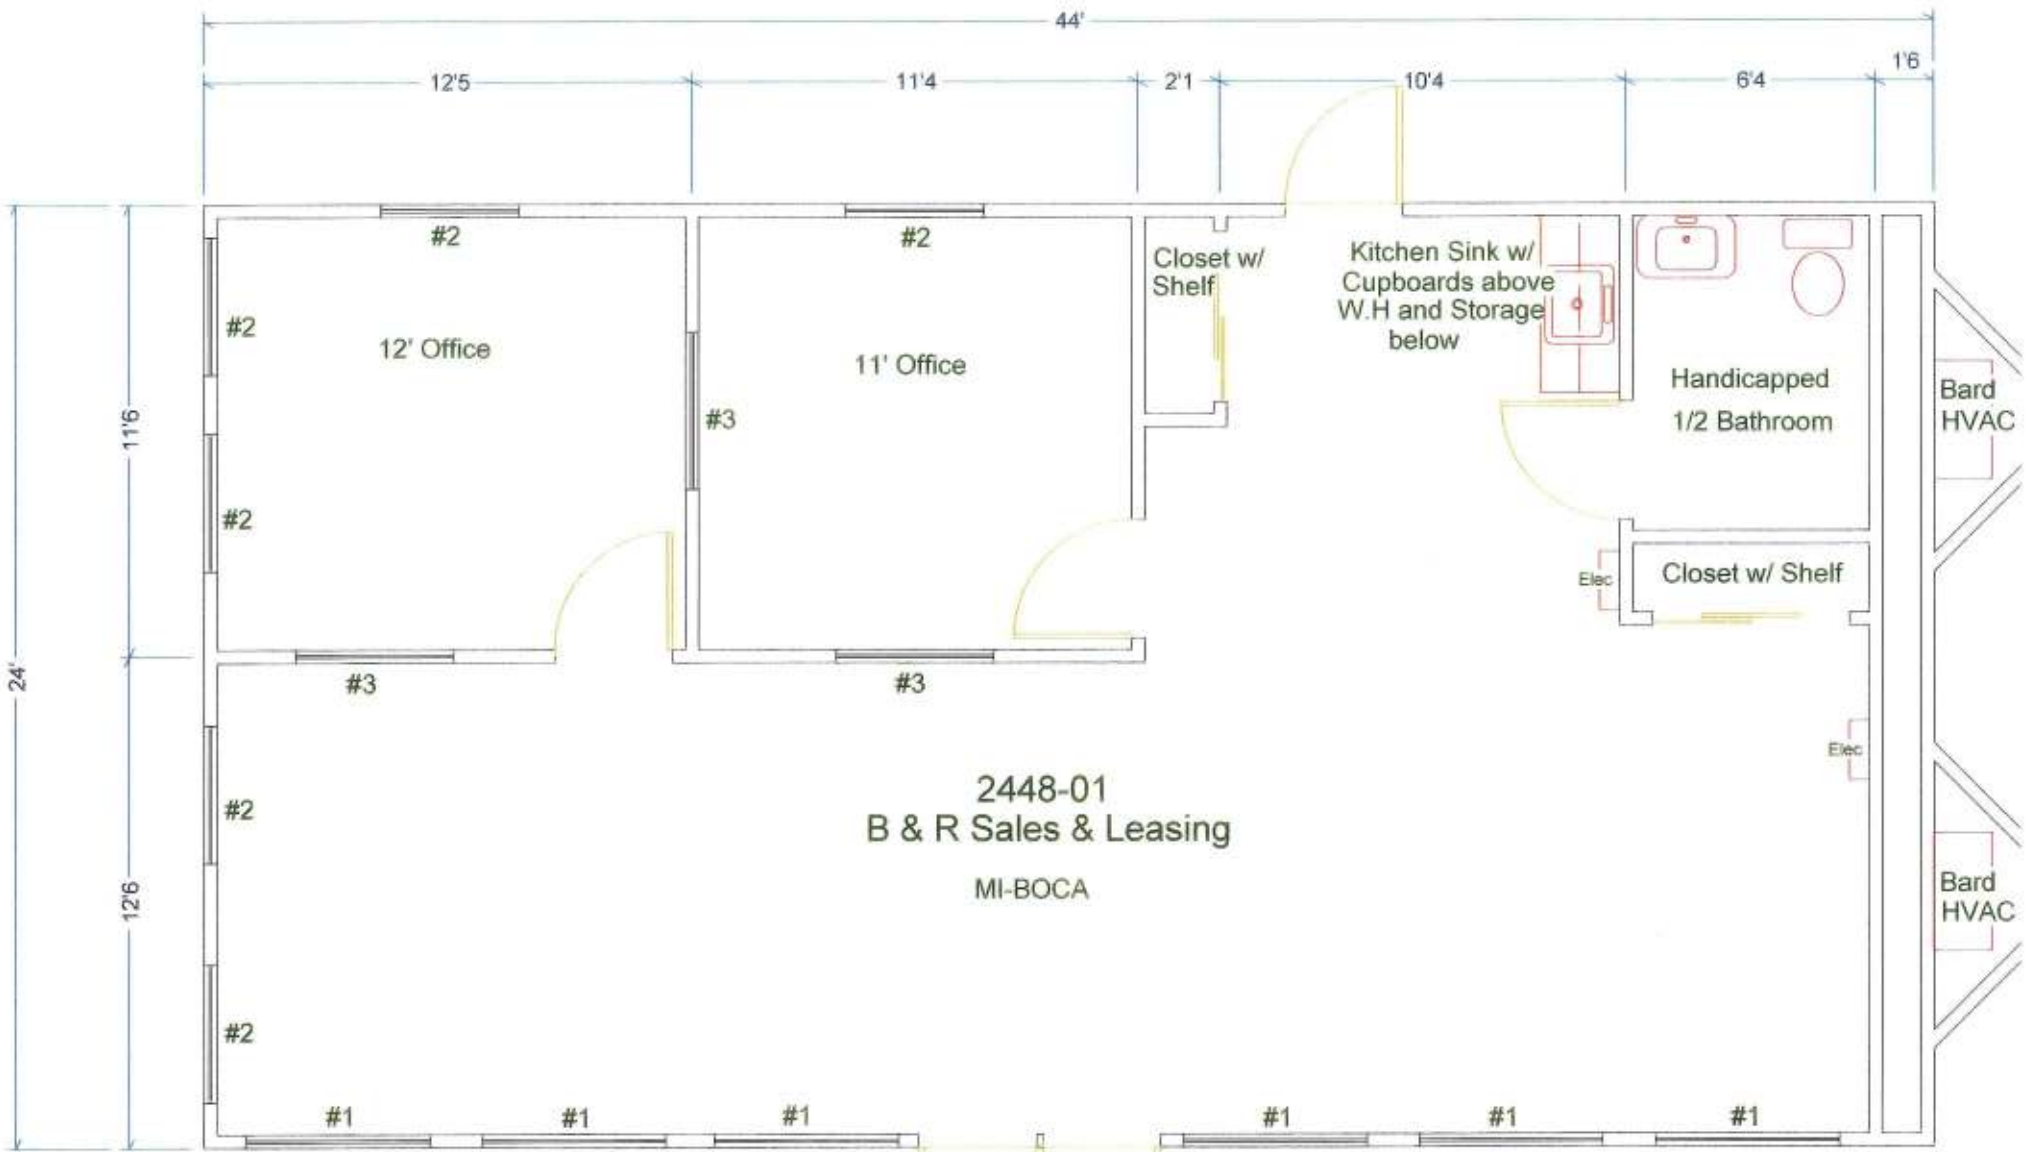 44'
12'5
11'4
2'1
10'4
6'4
1'6
24'
11'6
12'6
#2
#2
#2
#2
12' Office
11' Office
#3
Closet w/
Shelf
Kitchen Sink w/
Cupboards above
W.H and Storage
below
Handicapped
1/2 Bathroom
Bard
HVAC
Elec
Closet w/ Shelf
#3
#3
Elec
2448-01
B & R Sales & Leasing
MI-BOCA
#2
#2
Bard
HVAC
#1
#1
#1
#1
#1
#1